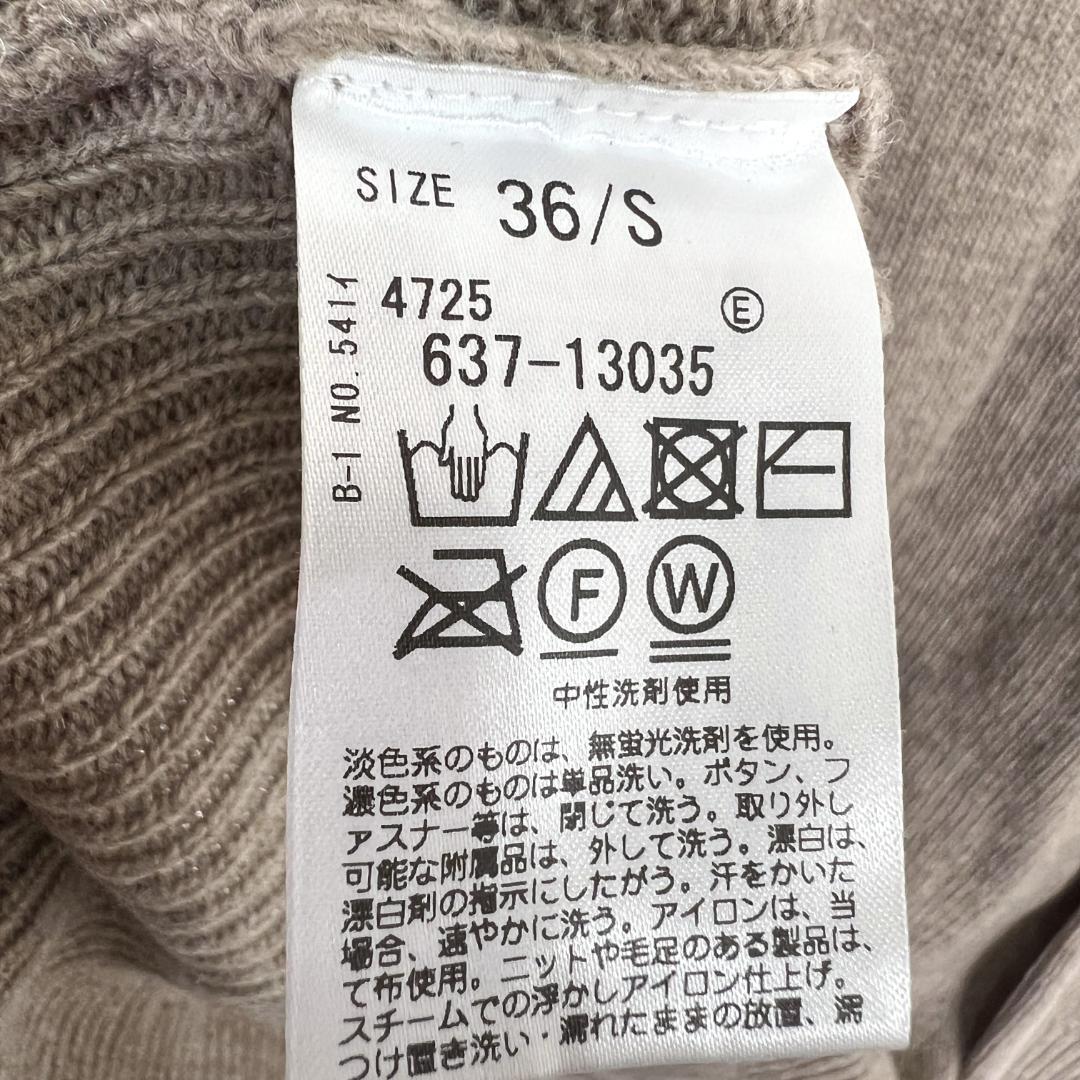 SIZE 36/S
B-1 NO.541イ
4725 E
637-13035
F W
中性洗剤使用
淡色系のものは、無蛍光洗剤を使用。
濃色系のものは単品洗い。ボタン、フ
ァスナー等は、閉じて洗う。取り外し
可能な附属品は、外して洗う。漂白は、
漂白剤の指示にしたがう。汗をかいた
場合、速やかに洗う。アイロンは、当
て布使用。ニットや毛足のある製品は、
スチームでの浮かしアイロン仕上げ。
つけ置き洗い・濡れたままの放置、